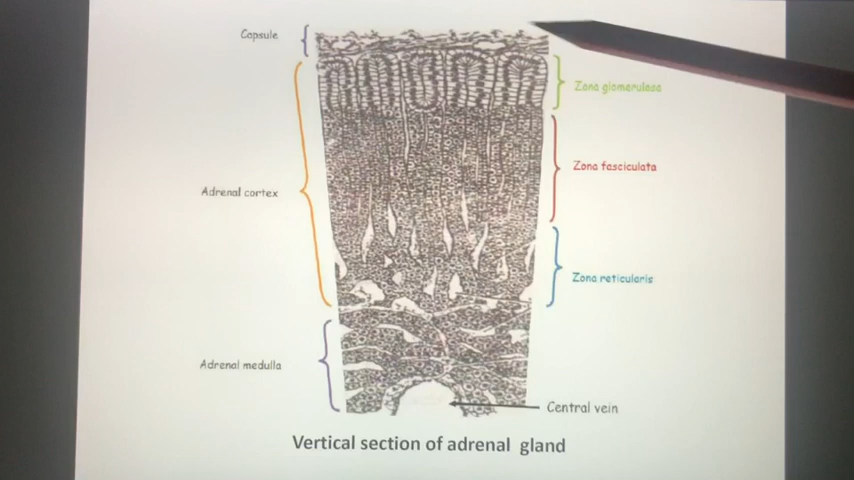 Capsule
Zona glomerulosa
Zona fasciculata
Adrenal cortex
Zona reticularis
Adrenal medulla
Central vein
Vertical section of adrenal gland